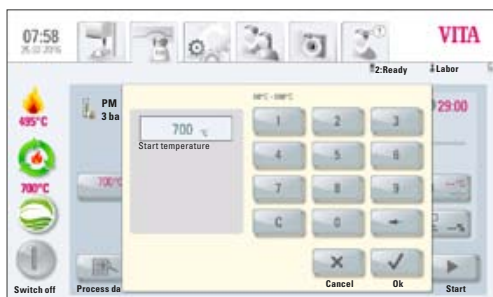 07:58
VITA
2:Ready
Labor
495°C
PM
3 ba
29:00
700 °C
Start temperature
1 2 3
4 5 6
7 8 9
C 0
700°C
700°C
Cancel
Ok
Switch off
Process da
Start